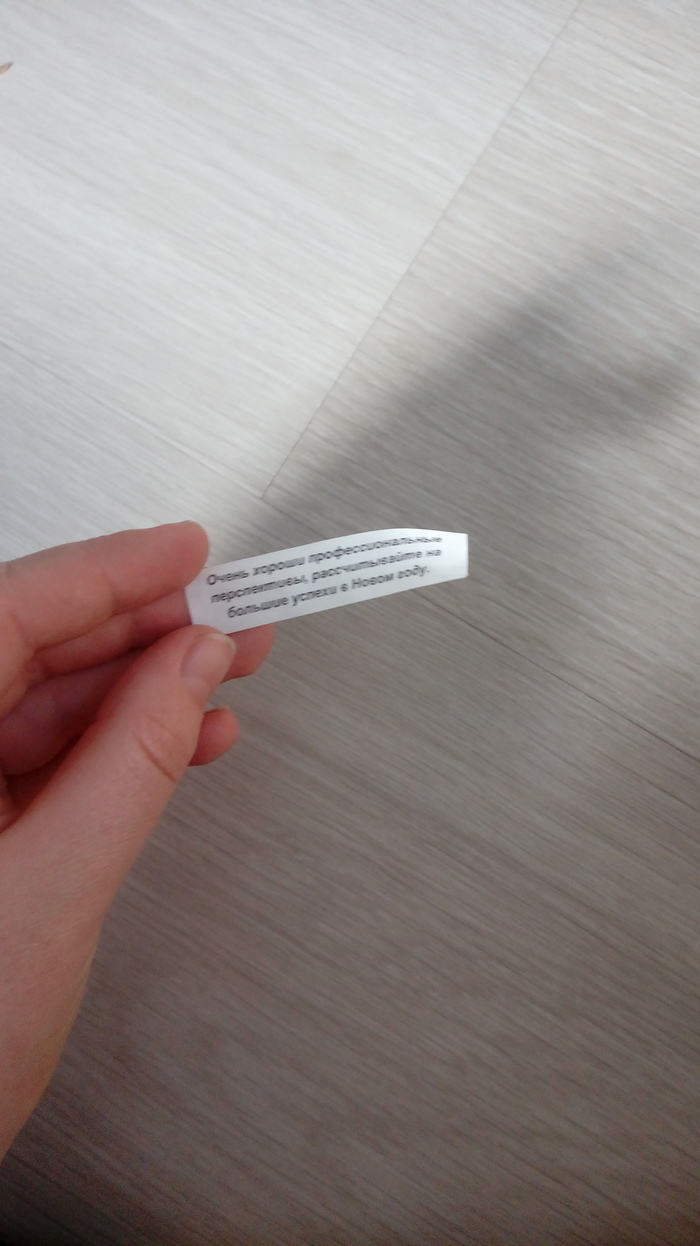 Очень хороши профессиональные
перспективы, рассчитывайте на
большие успехи в Новом году.